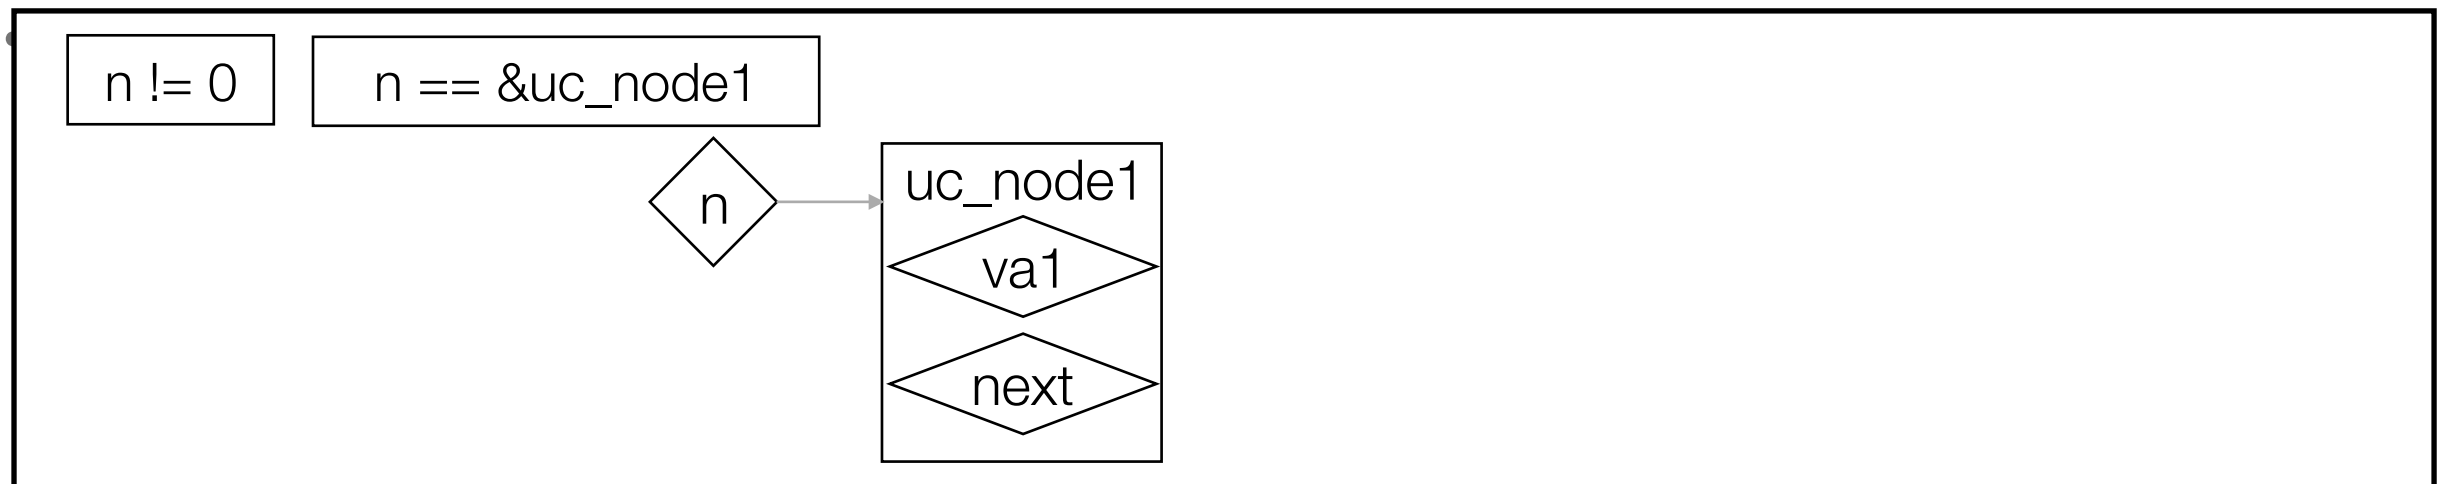 n != 0
n == &uc_node1
n
uc_node1
va1
next